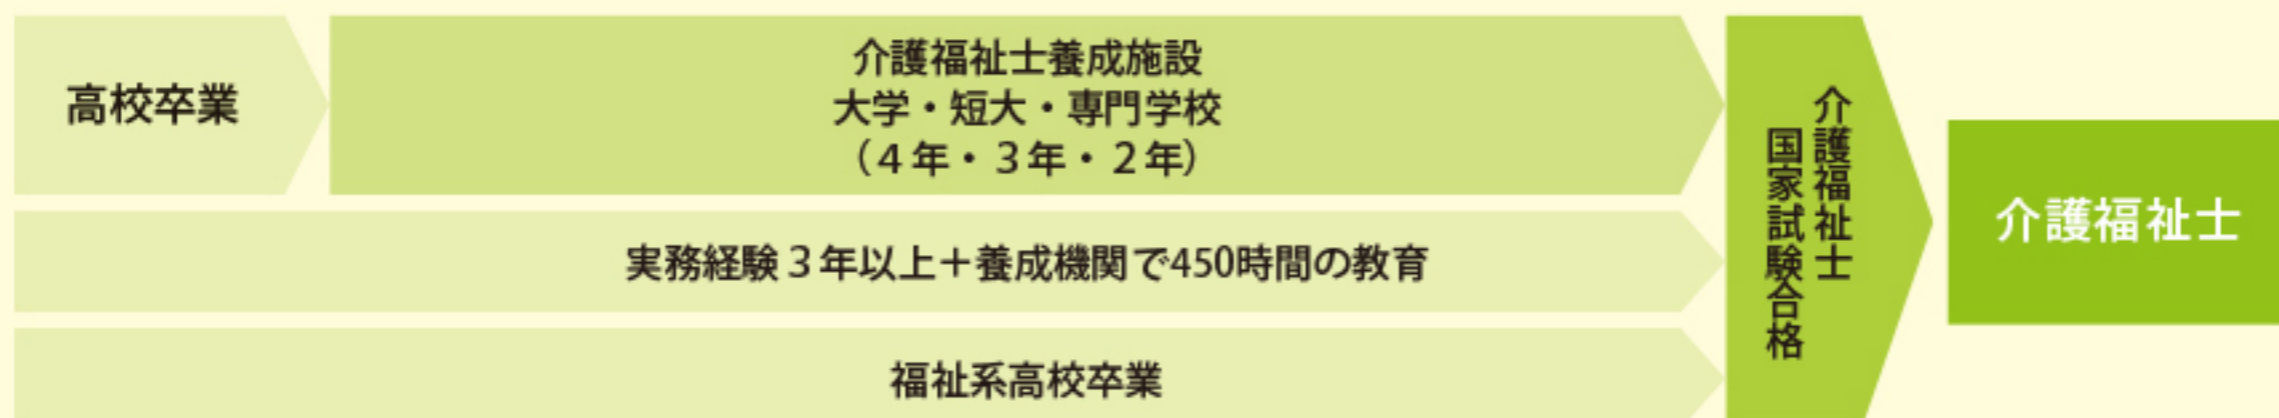 高校卒業
介護福祉士養成施設
大学・短大・専門学校
（４年・３年・２年）
実務経験３年以上＋養成機関で450時間の教育
福祉系高校卒業
介護福祉士
国家試験合格
介護福祉士